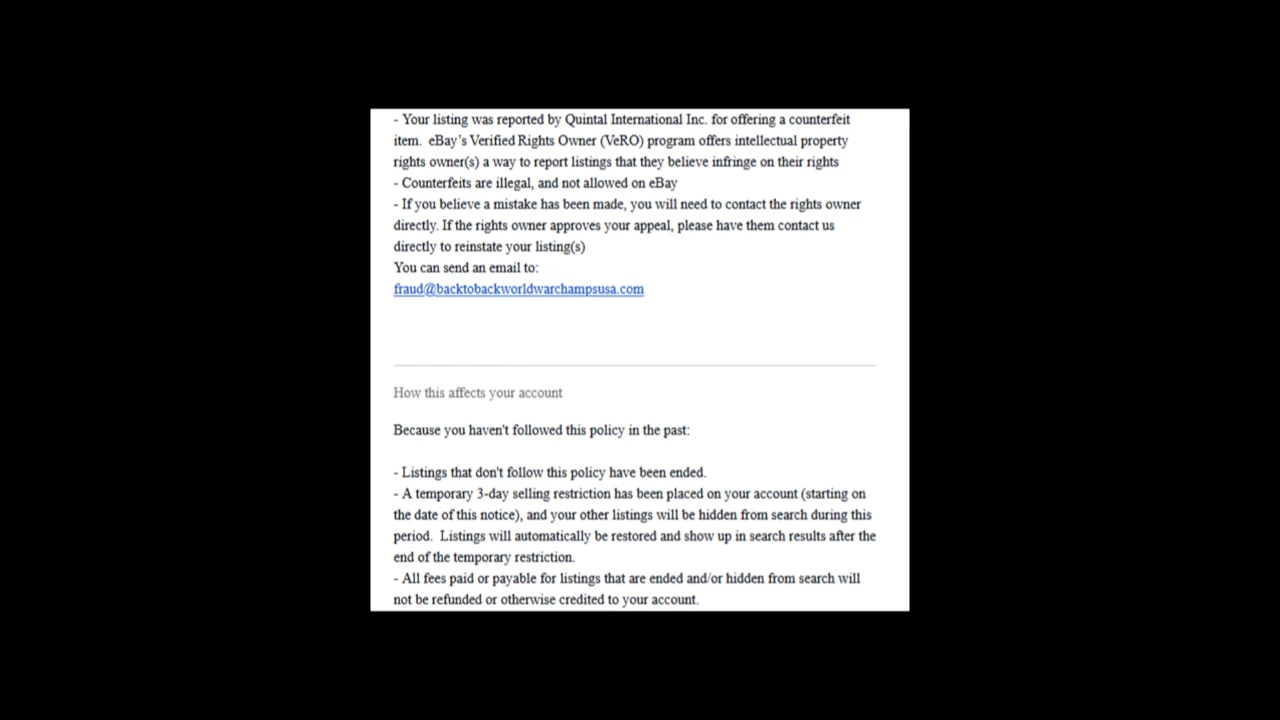 - Your listing was reported by Quintal International Inc. for offering a counterfeit
item.  eBay's Verified Rights Owner (VeRO) program offers intellectual property
rights owner(s) a way to report listings that they believe infringe on their rights
- Counterfeits are illegal, and not allowed on eBay
- If you believe a mistake has been made, you will need to contact the rights owner
directly. If the rights owner approves your appeal, please have them contact us
directly to reinstate your listing(s)
You can send an email to:
fraud@backtobackworldwarchampsusa.com
How this affects your account
Because you haven't followed this policy in the past:
- Listings that don't follow this policy have been ended.
- A temporary 3-day selling restriction has been placed on your account (starting on
the date of this notice), and your other listings will be hidden from search during this
period.  Listings will automatically be restored and show up in search results after the
end of the temporary restriction.
- All fees paid or payable for listings that are ended and/or hidden from search will
not be refunded or otherwise credited to your account.